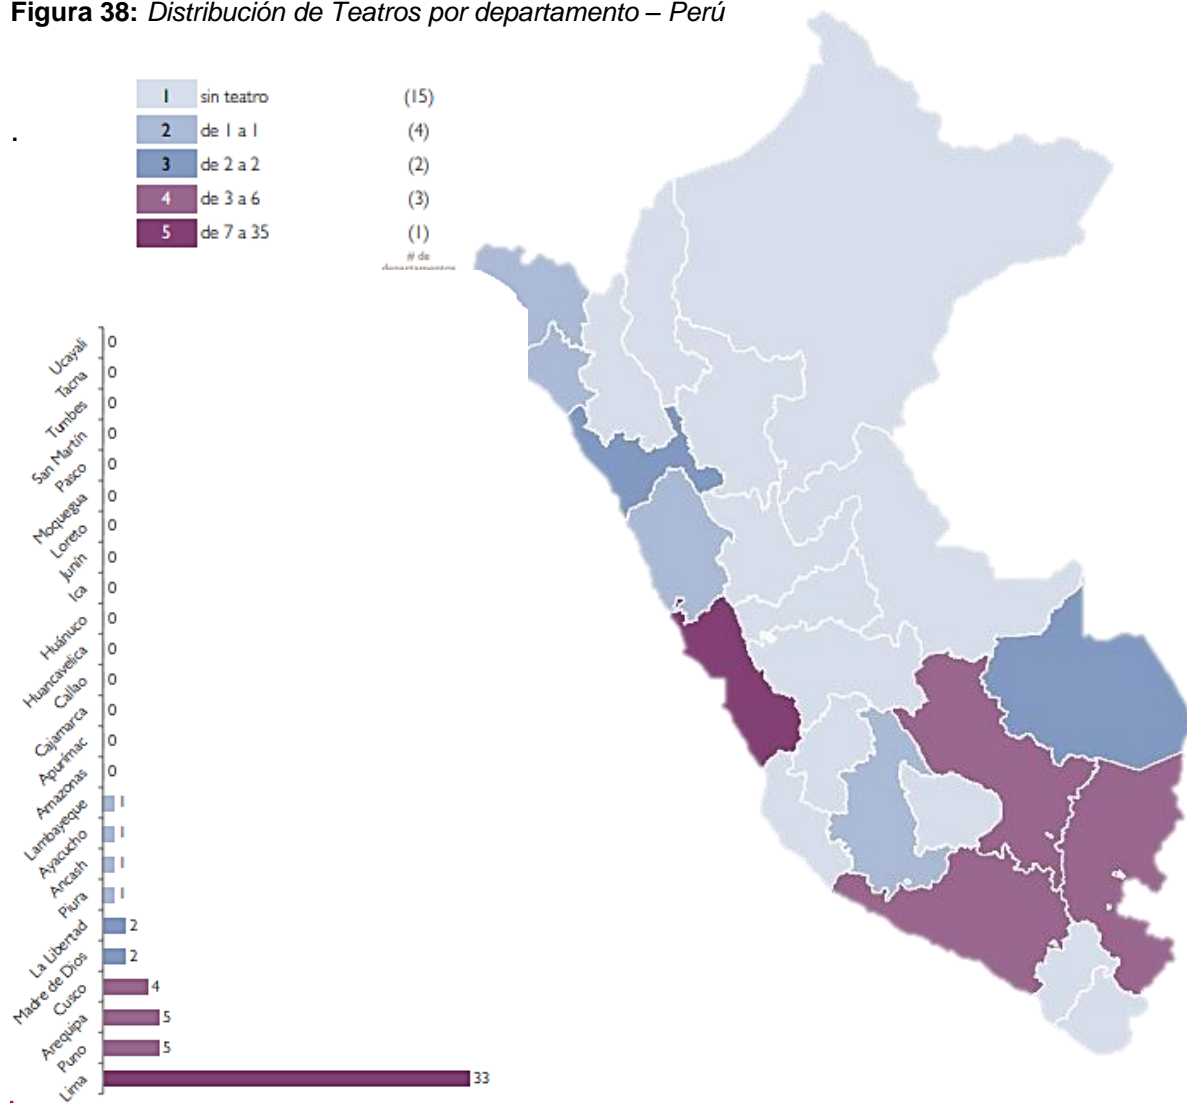 Figura 38: Distribución de Teatros por departamento – Perú
1 sin teatro (15)
2 de 1 a 1 (4)
3 de 2 a 2 (2)
4 de 3 a 6 (3)
5 de 7 a 35 (1)
# de
departamentos
.
Ucayali 0
Tacna 0
Tumbes 0
San Martín 0
Pasco 0
Moquegua 0
Loreto 0
Junín 0
Ica 0
Huánuco 0
Huancavelica 0
Callao 0
Cajamarca 0
Apurímac 0
Amazonas 0
Lambayeque 1
Ayacucho 1
Ancash 1
Piura 1
La Libertad 2
Madre de Dios 2
Cusco 4
Arequipa 5
Puno 5
Lima 33